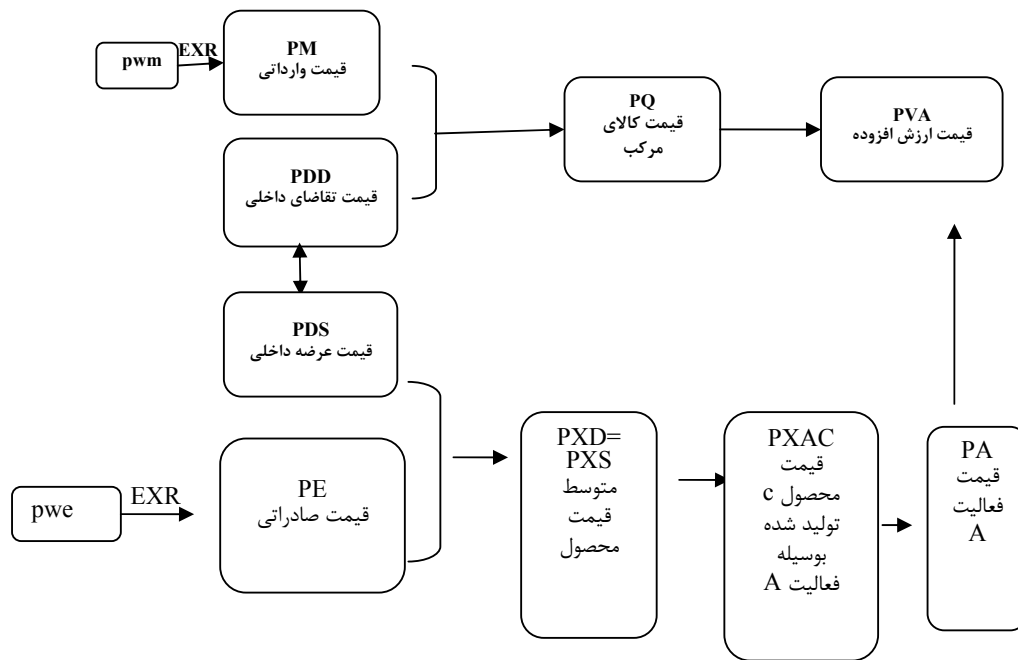 pwm
EXR
PM
قیمت وارداتی
PDD
قیمت تقاضای داخلی
PQ
قیمت کالای
مرکب
PVA
قیمت ارزش افزوده
PDS
قیمت عرضه داخلی
pwe
EXR
PE
قیمت صادراتی
PXD=
PXS
متوسط
قیمت
محصول
PXAC
قیمت
محصول c
تولید شده
بوسیله
فعالیت A
PA
قیمت
فعالیت
A